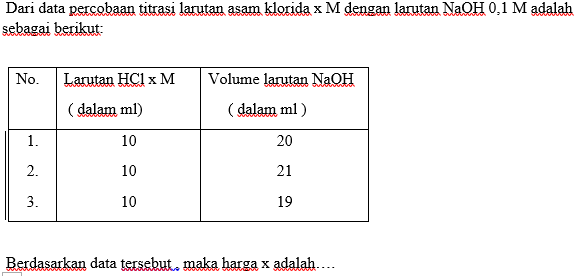 Dari data percobaan titrasi larutan asam klorida x M dengan larutan NaOH 0,1 M adalah
sebagai berikut:
No. Larutan HCl x M Volume larutan NaOH
( dalam ml) ( dalam ml )
1. 10 20
2. 10 21
3. 10 19
Berdasarkan data tersebut , maka harga x adalah….